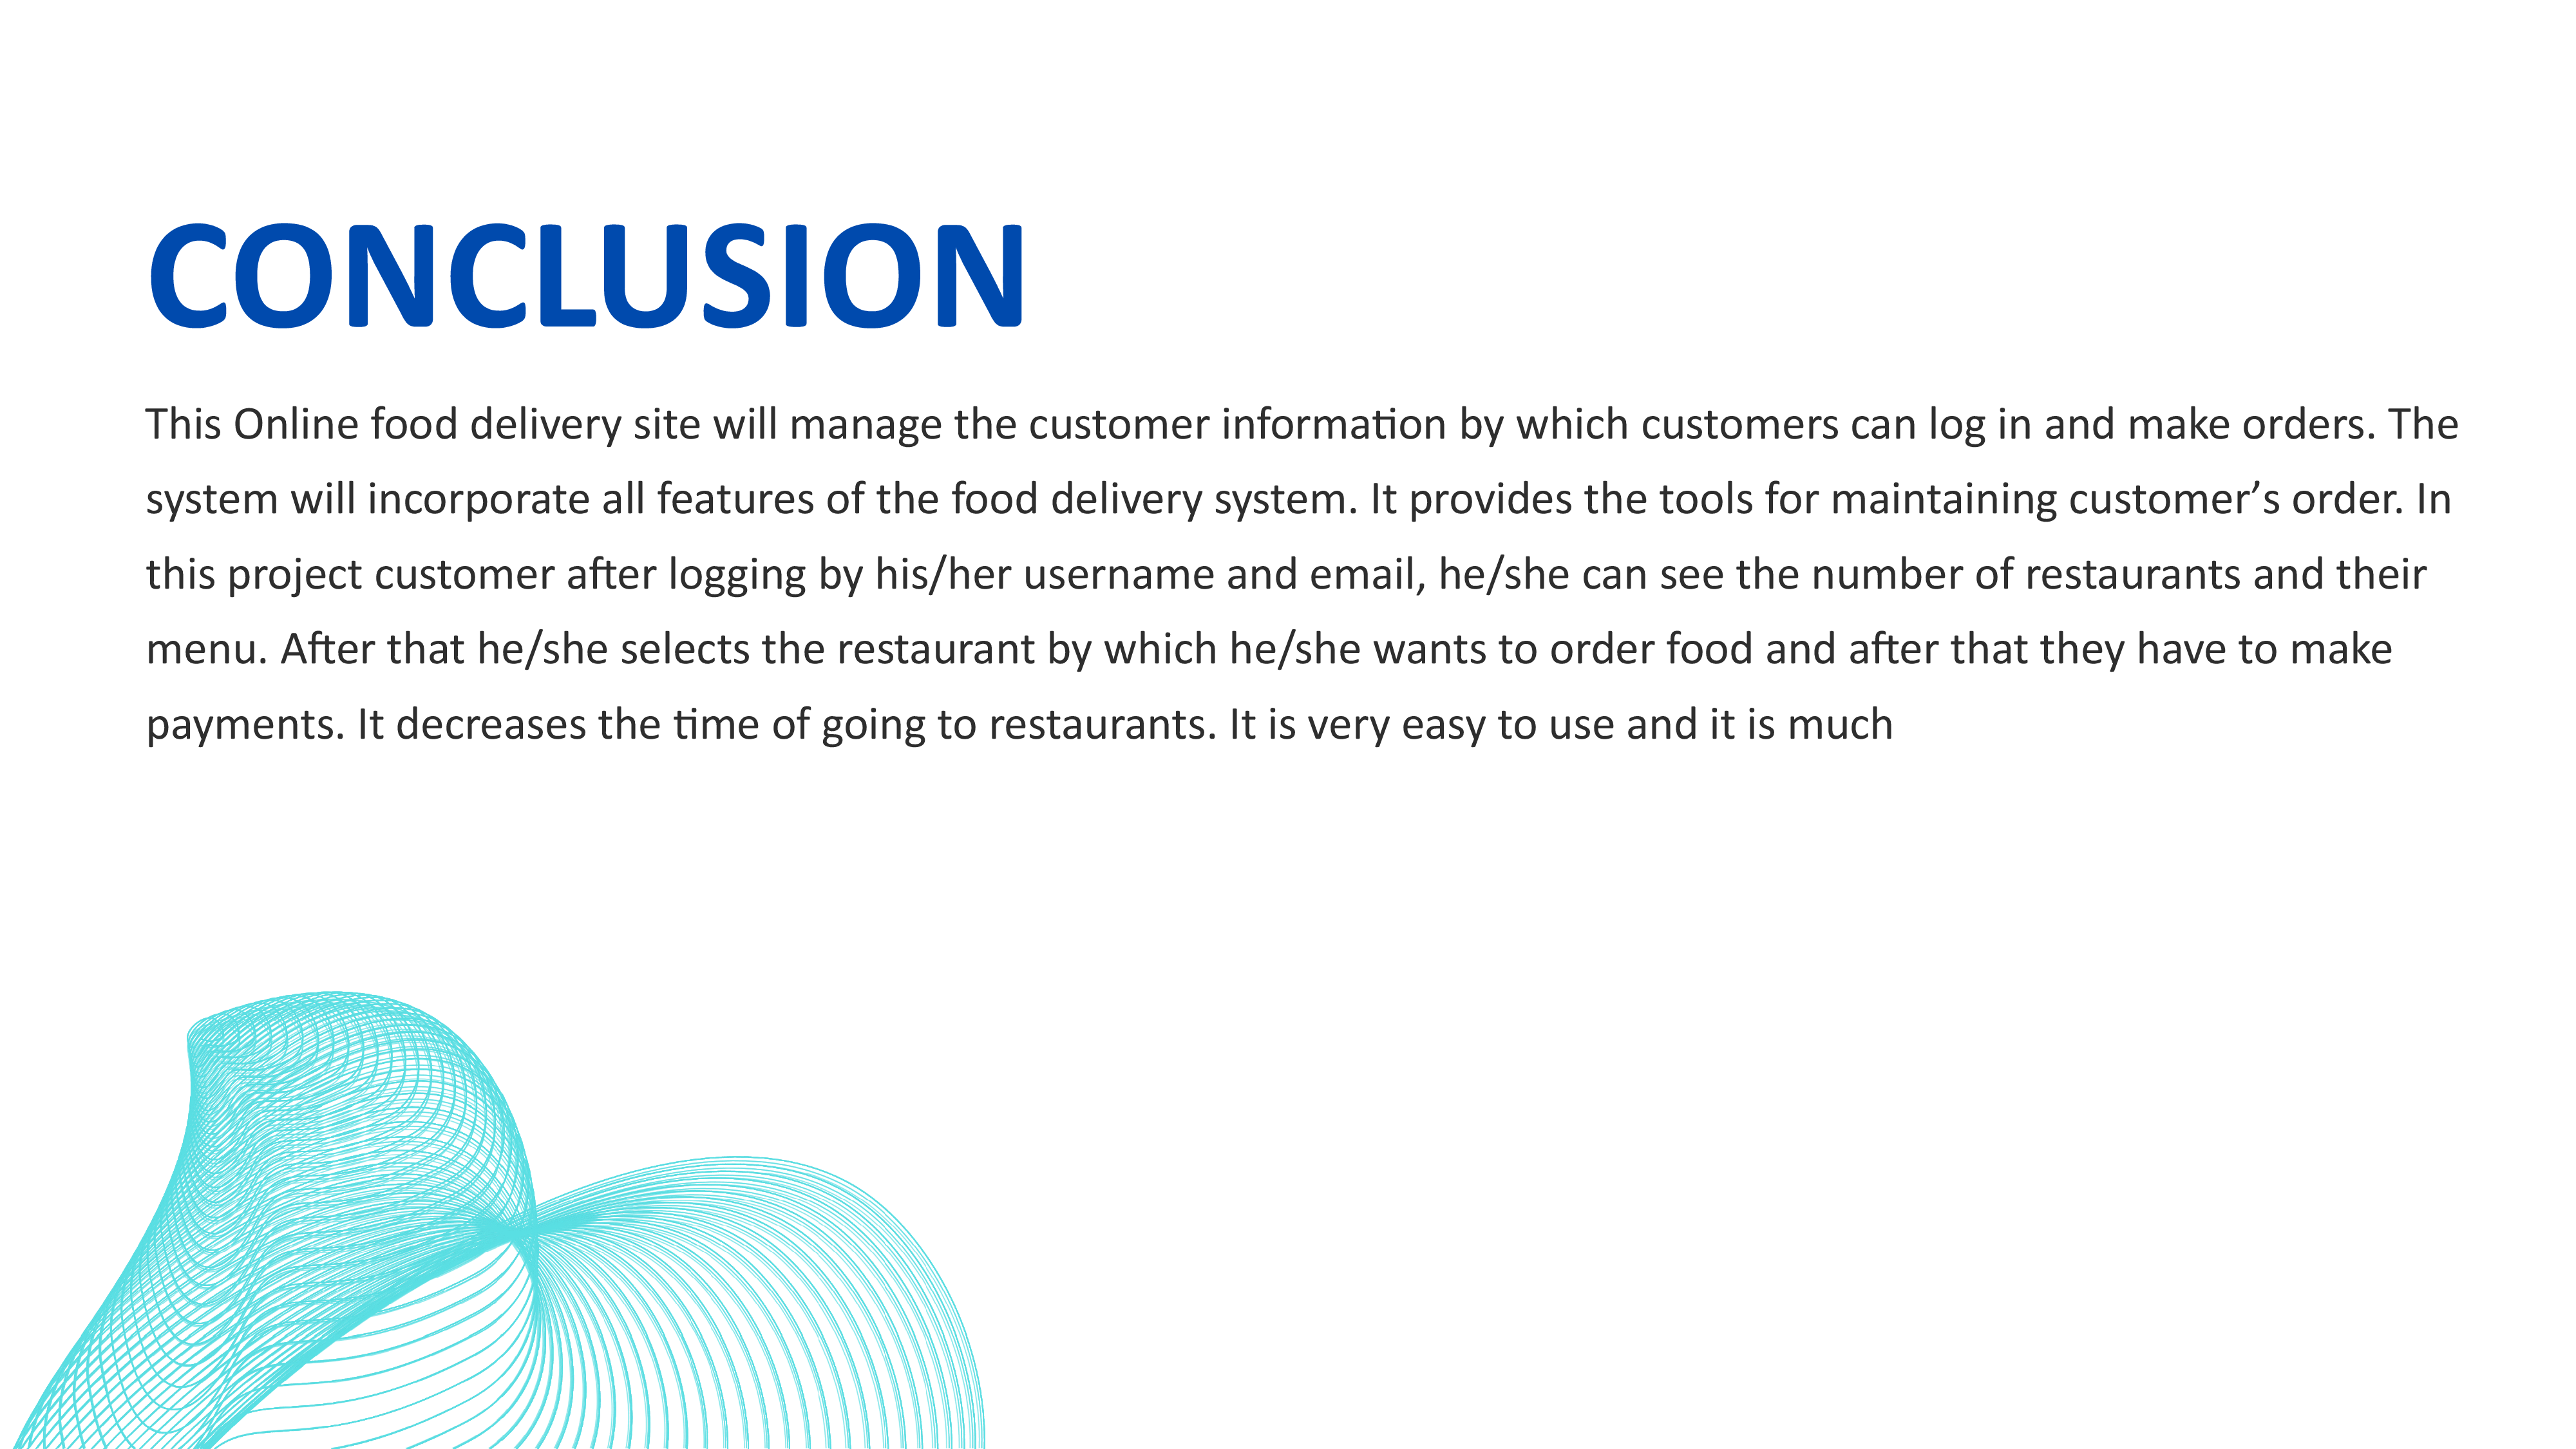 CONCLUSION
This Online food delivery site will manage the customer information by which customers can log in and make orders. The
system will incorporate all features of the food delivery system. It provides the tools for maintaining customer’s order. In
this project customer after logging by his/her username and email, he/she can see the number of restaurants and their
menu. After that he/she selects the restaurant by which he/she wants to order food and after that they have to make
payments. It decreases the time of going to restaurants. It is very easy to use and it is much